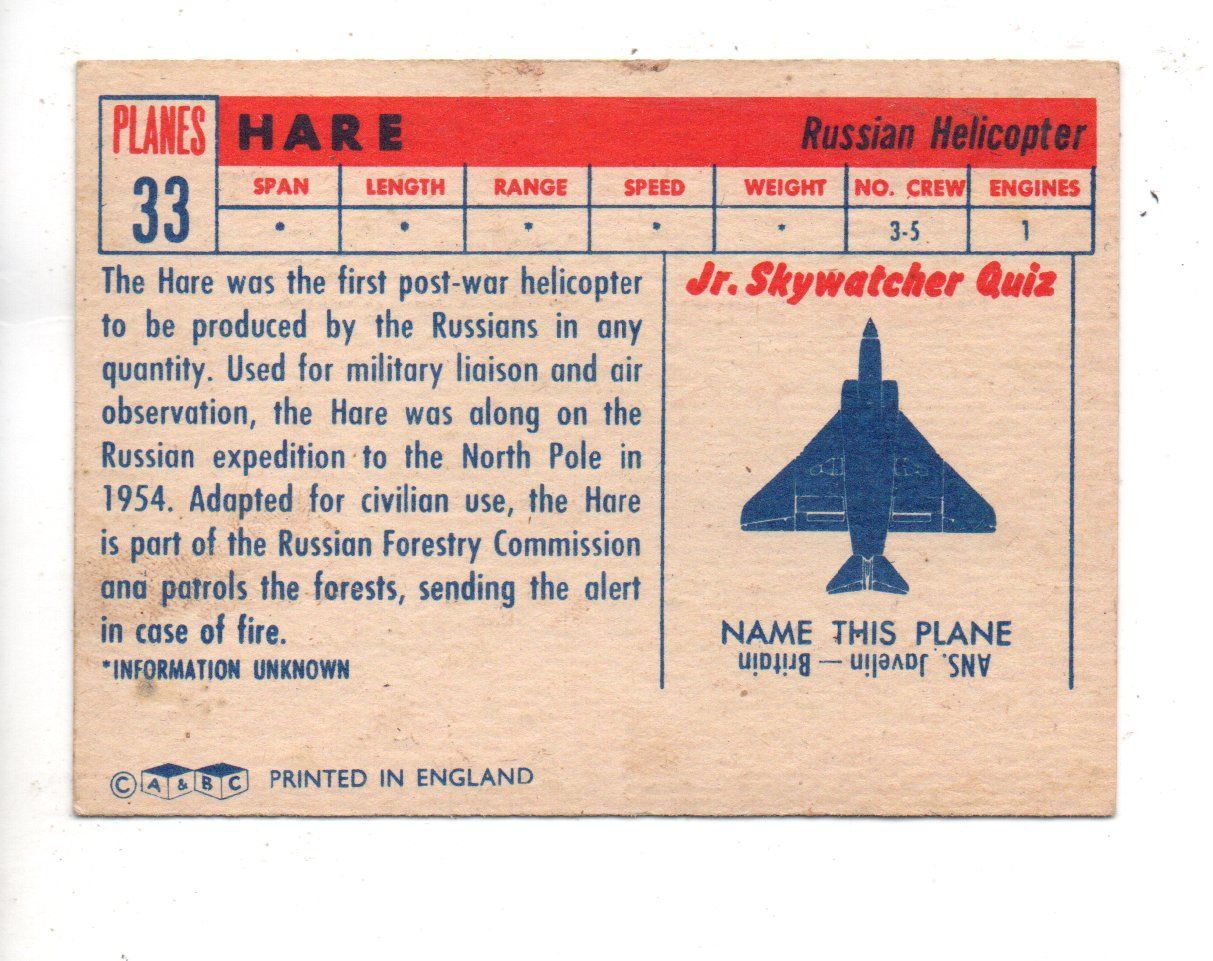 PLANES
33
HARE
Russian Helicopter
SPAN LENGTH RANGE SPEED WEIGHT NO. CREW ENGINES
* * * * * 3-5 1
The Hare was the first post-war helicopter
to be produced by the Russians in any
quantity. Used for military liaison and air
observation, the Hare was along on the
Russian expedition to the North Pole in
1954. Adapted for civilian use, the Hare
is part of the Russian Forestry Commission
and patrols the forests, sending the alert
in case of fire.
*INFORMATION UNKNOWN
Jr. Skywatcher Quiz
NAME THIS PLANE
ANS. Javelin — Britain
© A & B C PRINTED IN ENGLAND